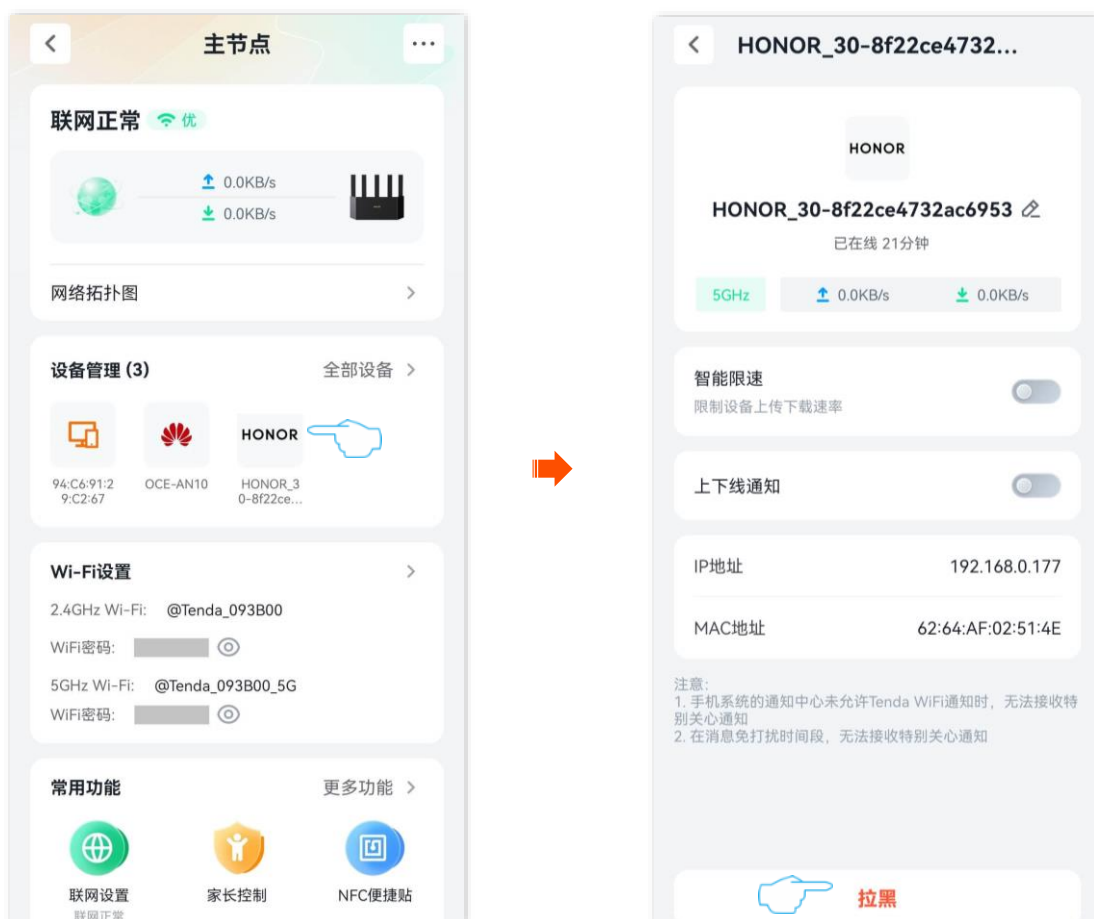 主节点
联网正常 优
0.0KB/s
0.0KB/s
网络拓扑图
设备管理 (3) 全部设备
HONOR
94:C6:91:2
9:C2:67
OCE-AN10
HONOR_3
0-8f22ce...
Wi-Fi设置
2.4GHz Wi-Fi: @Tenda_093B00
WiFi密码:
5GHz Wi-Fi: @Tenda_093B00_5G
WiFi密码:
常用功能 更多功能
联网设置 家长控制 NFC便捷贴
联网正常
HONOR_30-8f22ce4732...
HONOR
HONOR_30-8f22ce4732ac6953
已在线 21分钟
5GHz 0.0KB/s 0.0KB/s
智能限速
限制设备上传下载速率
上下线通知
IP地址 192.168.0.177
MAC地址 62:64:AF:02:51:4E
注意:
1. 手机系统的通知中心未允许Tenda WiFi通知时，无法接收特
别关心通知
2. 在消息免打扰时间段，无法接收特别关心通知
拉黑